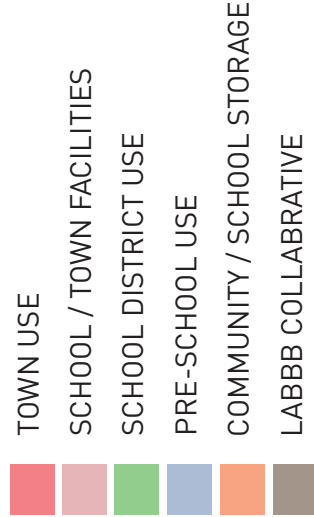 TOWN USE
SCHOOL / TOWN FACILITIES
SCHOOL DISTRICT USE
PRE-SCHOOL USE
COMMUNITY / SCHOOL STORAGE
LABBB COLLABRATIVE